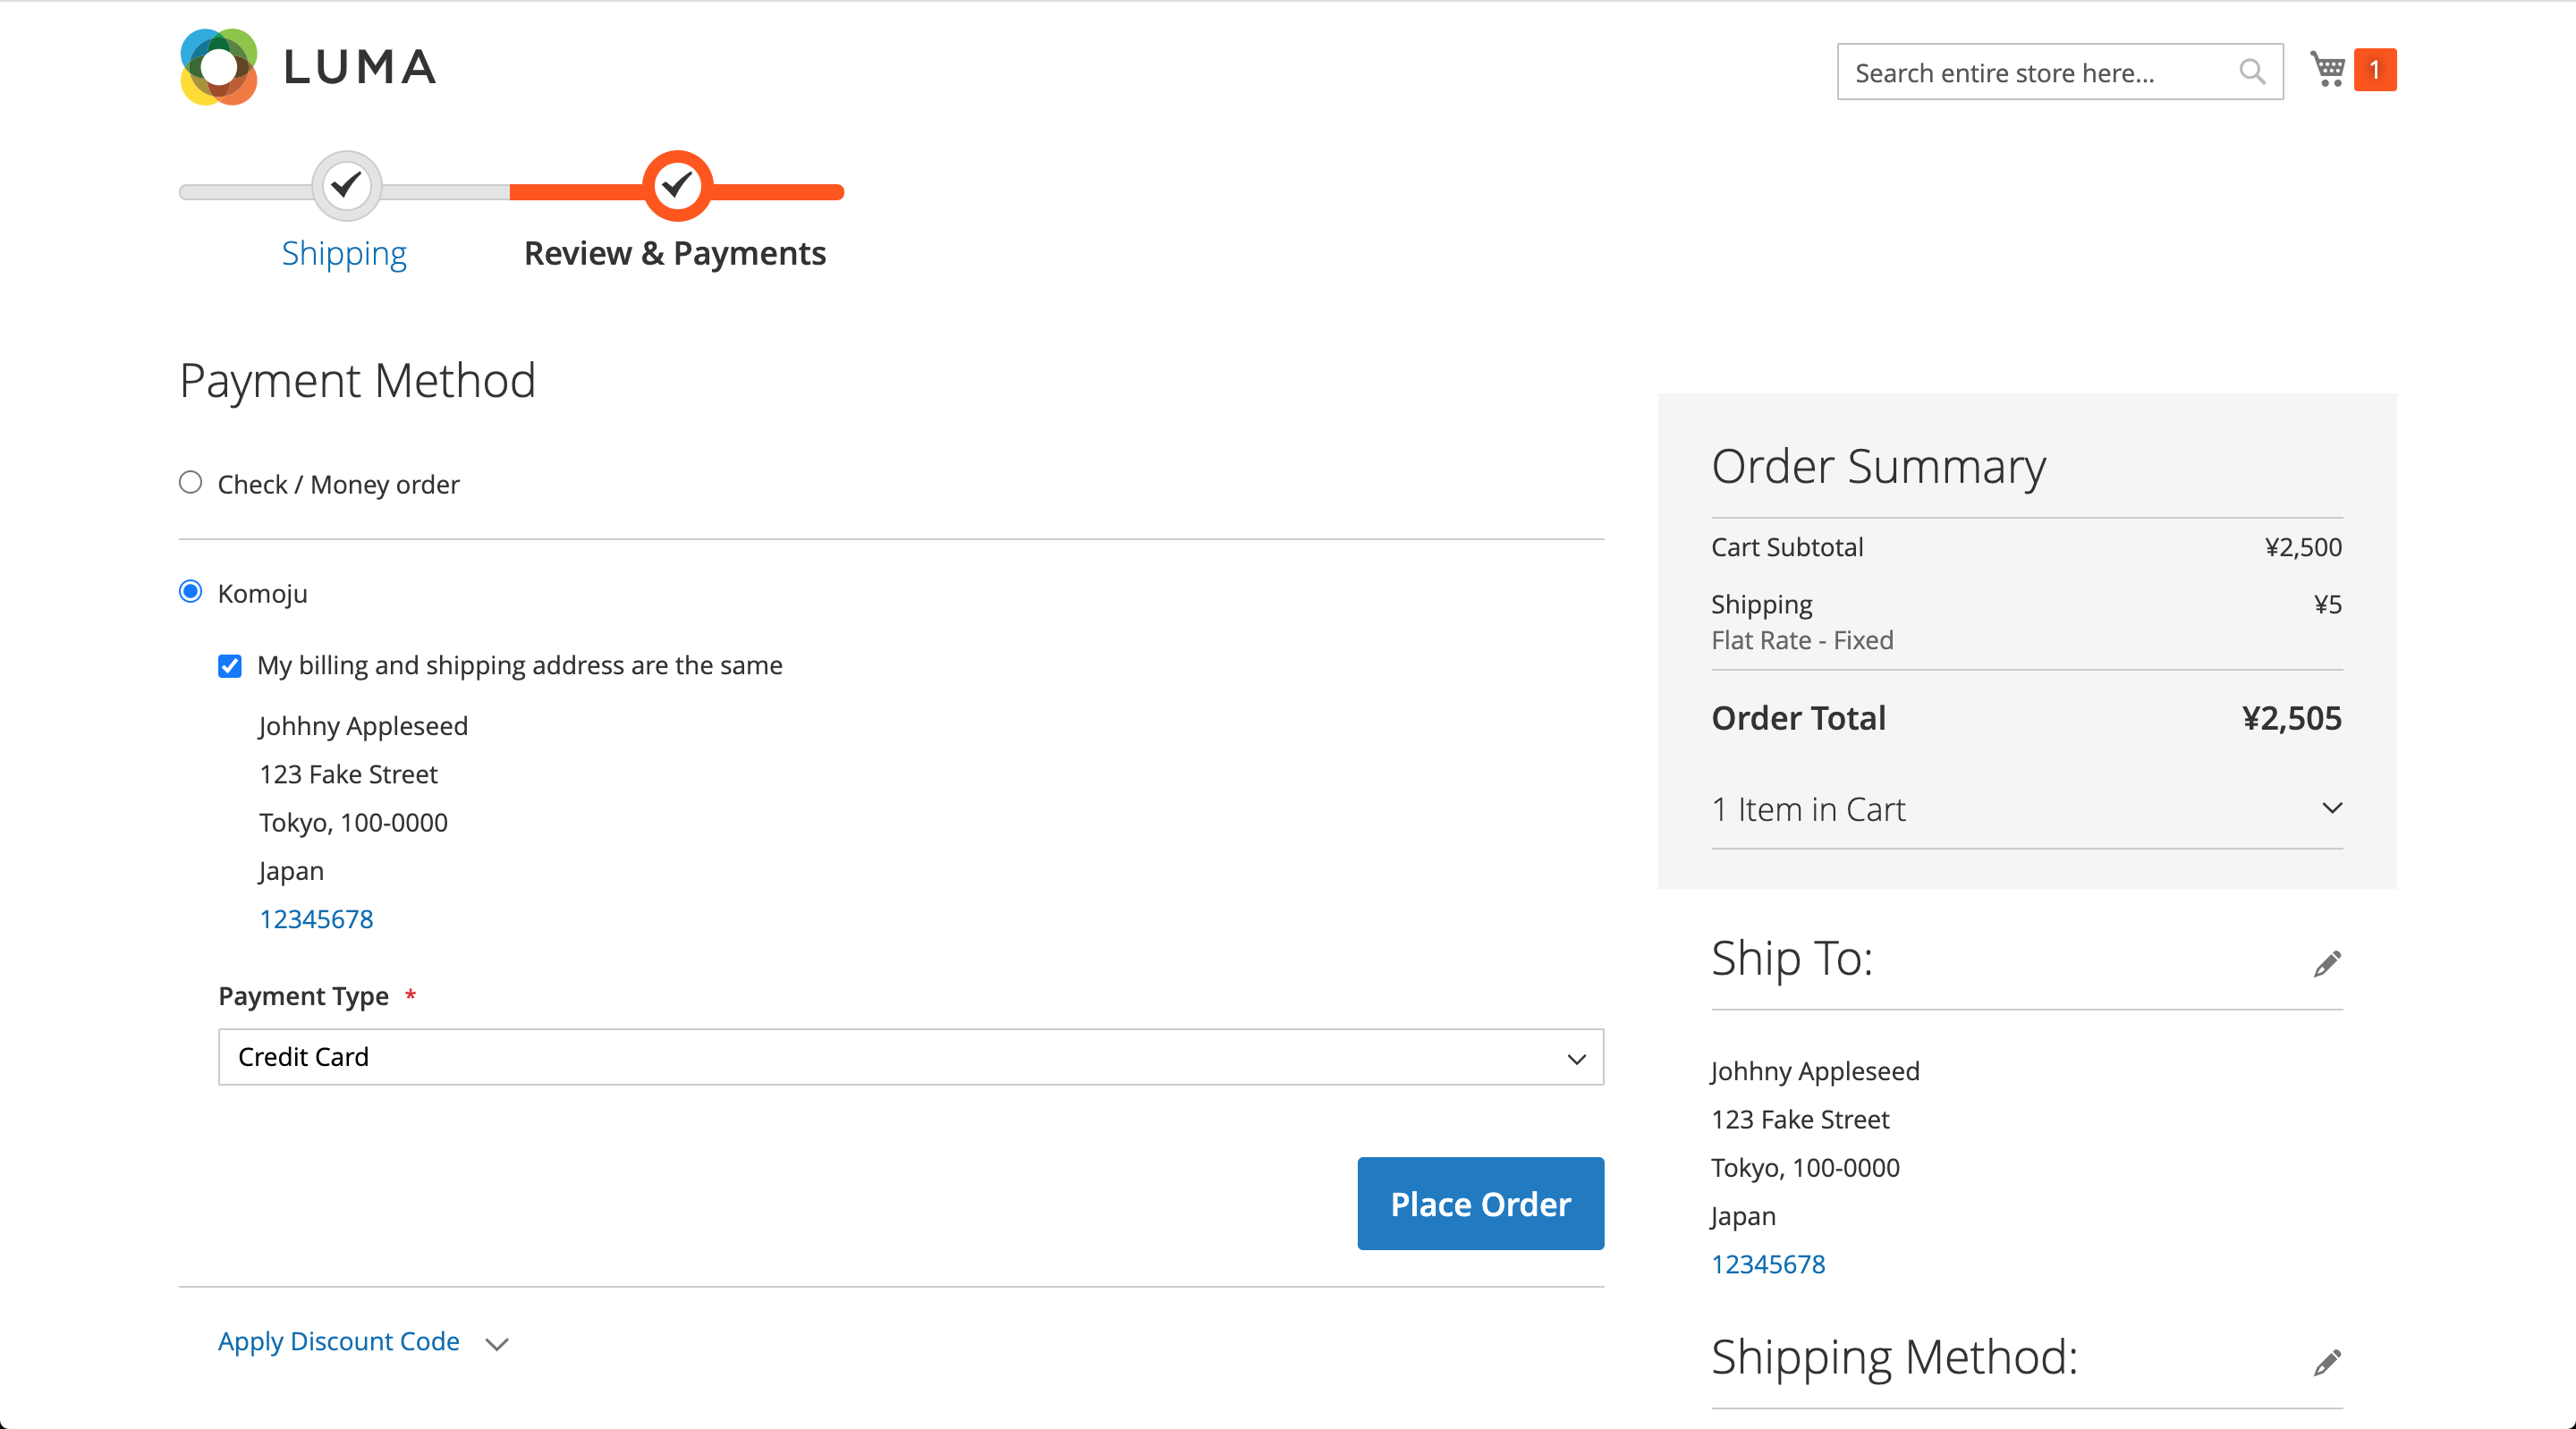 LUMA
Search entire store here...
1
Shipping
Review & Payments
Payment Method
Check / Money order
Komoju
My billing and shipping address are the same
Johhny Appleseed
123 Fake Street
Tokyo, 100-0000
Japan
12345678
Payment Type *
Credit Card
Place Order
Apply Discount Code
Order Summary
Cart Subtotal ¥2,500
Shipping ¥5
Flat Rate - Fixed
Order Total ¥2,505
1 Item in Cart
Ship To:
Johhny Appleseed
123 Fake Street
Tokyo, 100-0000
Japan
12345678
Shipping Method: